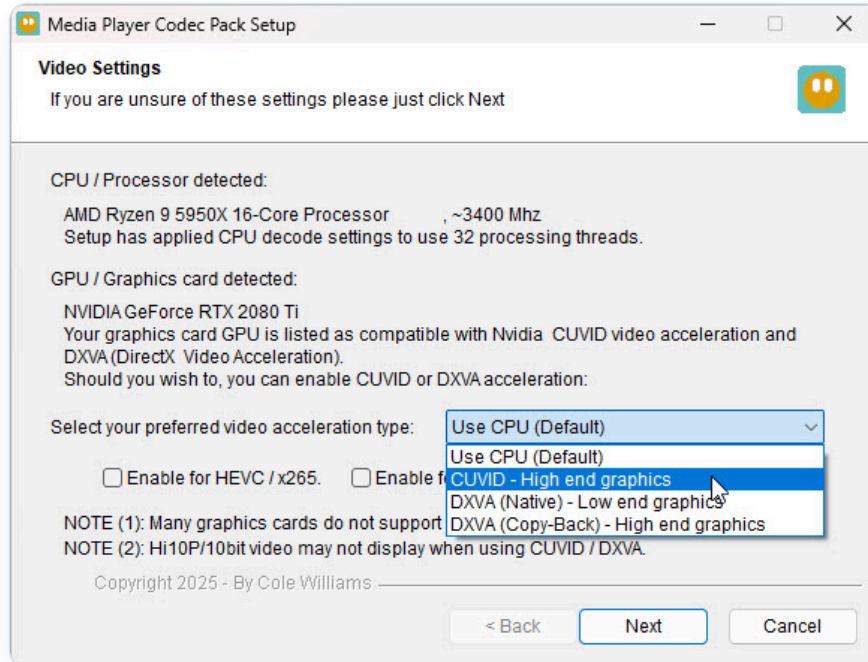 Media Player Codec Pack Setup
Video Settings
If you are unsure of these settings please just click Next
CPU / Processor detected:
AMD Ryzen 9 5950X 16-Core Processor , ~3400 Mhz
Setup has applied CPU decode settings to use 32 processing threads.
GPU / Graphics card detected:
NVIDIA GeForce RTX 2080 Ti
Your graphics card GPU is listed as compatible with Nvidia CUVID video acceleration and
DXVA (DirectX Video Acceleration).
Should you wish to, you can enable CUVID or DXVA acceleration:
Select your preferred video acceleration type: Use CPU (Default)
Use CPU (Default)
Enable for HEVC / x265. Enable CUVID - High end graphics
DXVA (Native) - Low end graphics
NOTE (1): Many graphics cards do not support DXVA (Copy-Back) - High end graphics
NOTE (2): Hi10P/10bit video may not display when using CUVID / DXVA.
Copyright 2025 - By Cole Williams
< Back Next Cancel